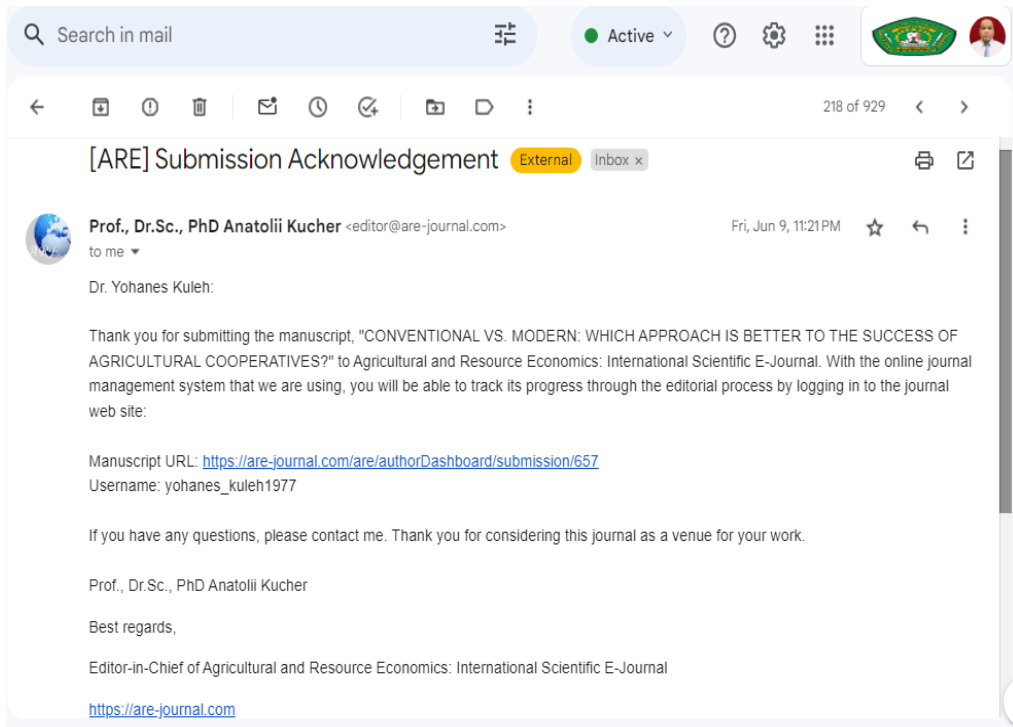 Search in mail
Active
218 of 929
[ARE] Submission Acknowledgement External Inbox ×
Prof., Dr.Sc., PhD Anatolii Kucher <editor@are-journal.com> Fri, Jun 9, 11:21 PM
to me
Dr. Yohanes Kuleh:
Thank you for submitting the manuscript, "CONVENTIONAL VS. MODERN: WHICH APPROACH IS BETTER TO THE SUCCESS OF
AGRICULTURAL COOPERATIVES?" to Agricultural and Resource Economics: International Scientific E-Journal. With the online journal
management system that we are using, you will be able to track its progress through the editorial process by logging in to the journal
web site:
Manuscript URL: https://are-journal.com/are/authorDashboard/submission/657
Username: yohanes_kuleh1977
If you have any questions, please contact me. Thank you for considering this journal as a venue for your work.
Prof., Dr.Sc., PhD Anatolii Kucher
Best regards,
Editor-in-Chief of Agricultural and Resource Economics: International Scientific E-Journal
https://are-journal.com